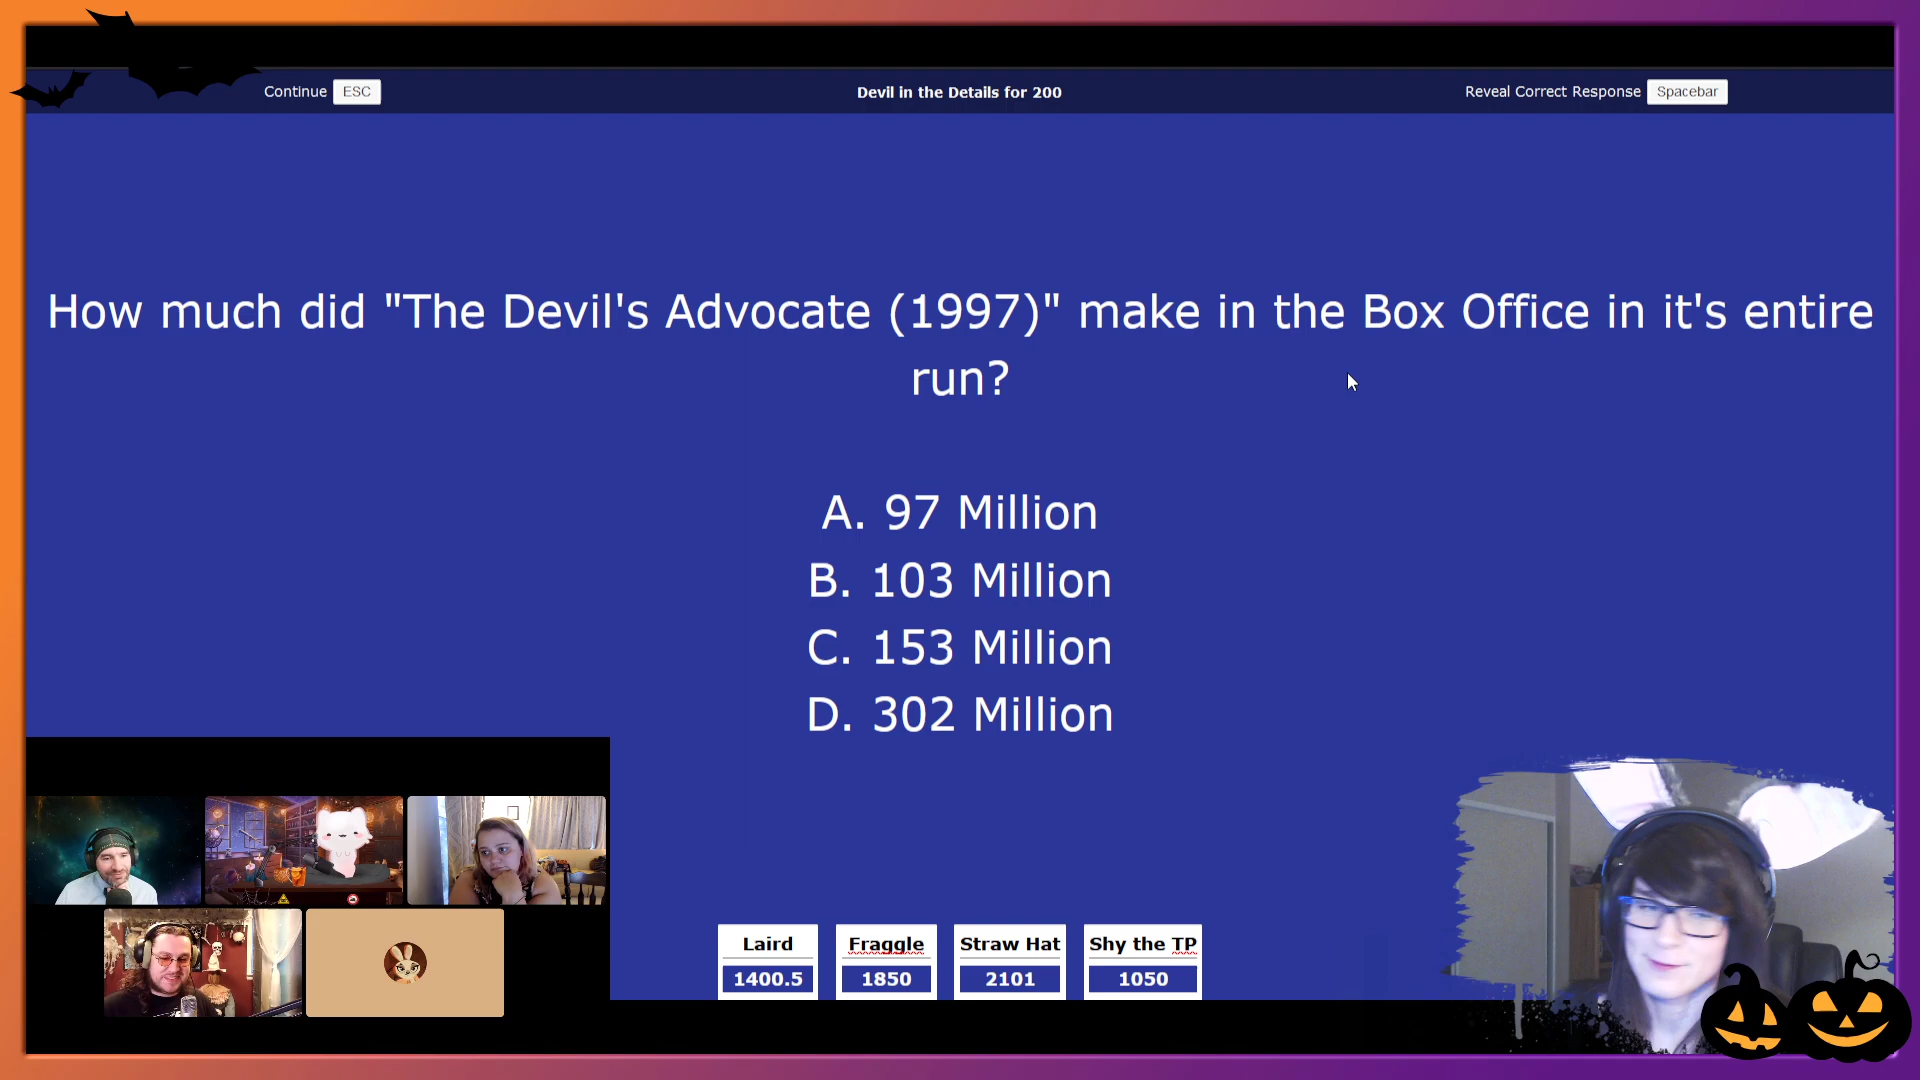 Continue ESC
Devil in the Details for 200
Reveal Correct Response Spacebar
How much did "The Devil's Advocate (1997)" make in the Box Office in it's entire
run?
A. 97 Million
B. 103 Million
C. 153 Million
D. 302 Million
Laird Fraggle Straw Hat Shy the TP
1400.5 1850 2101 1050